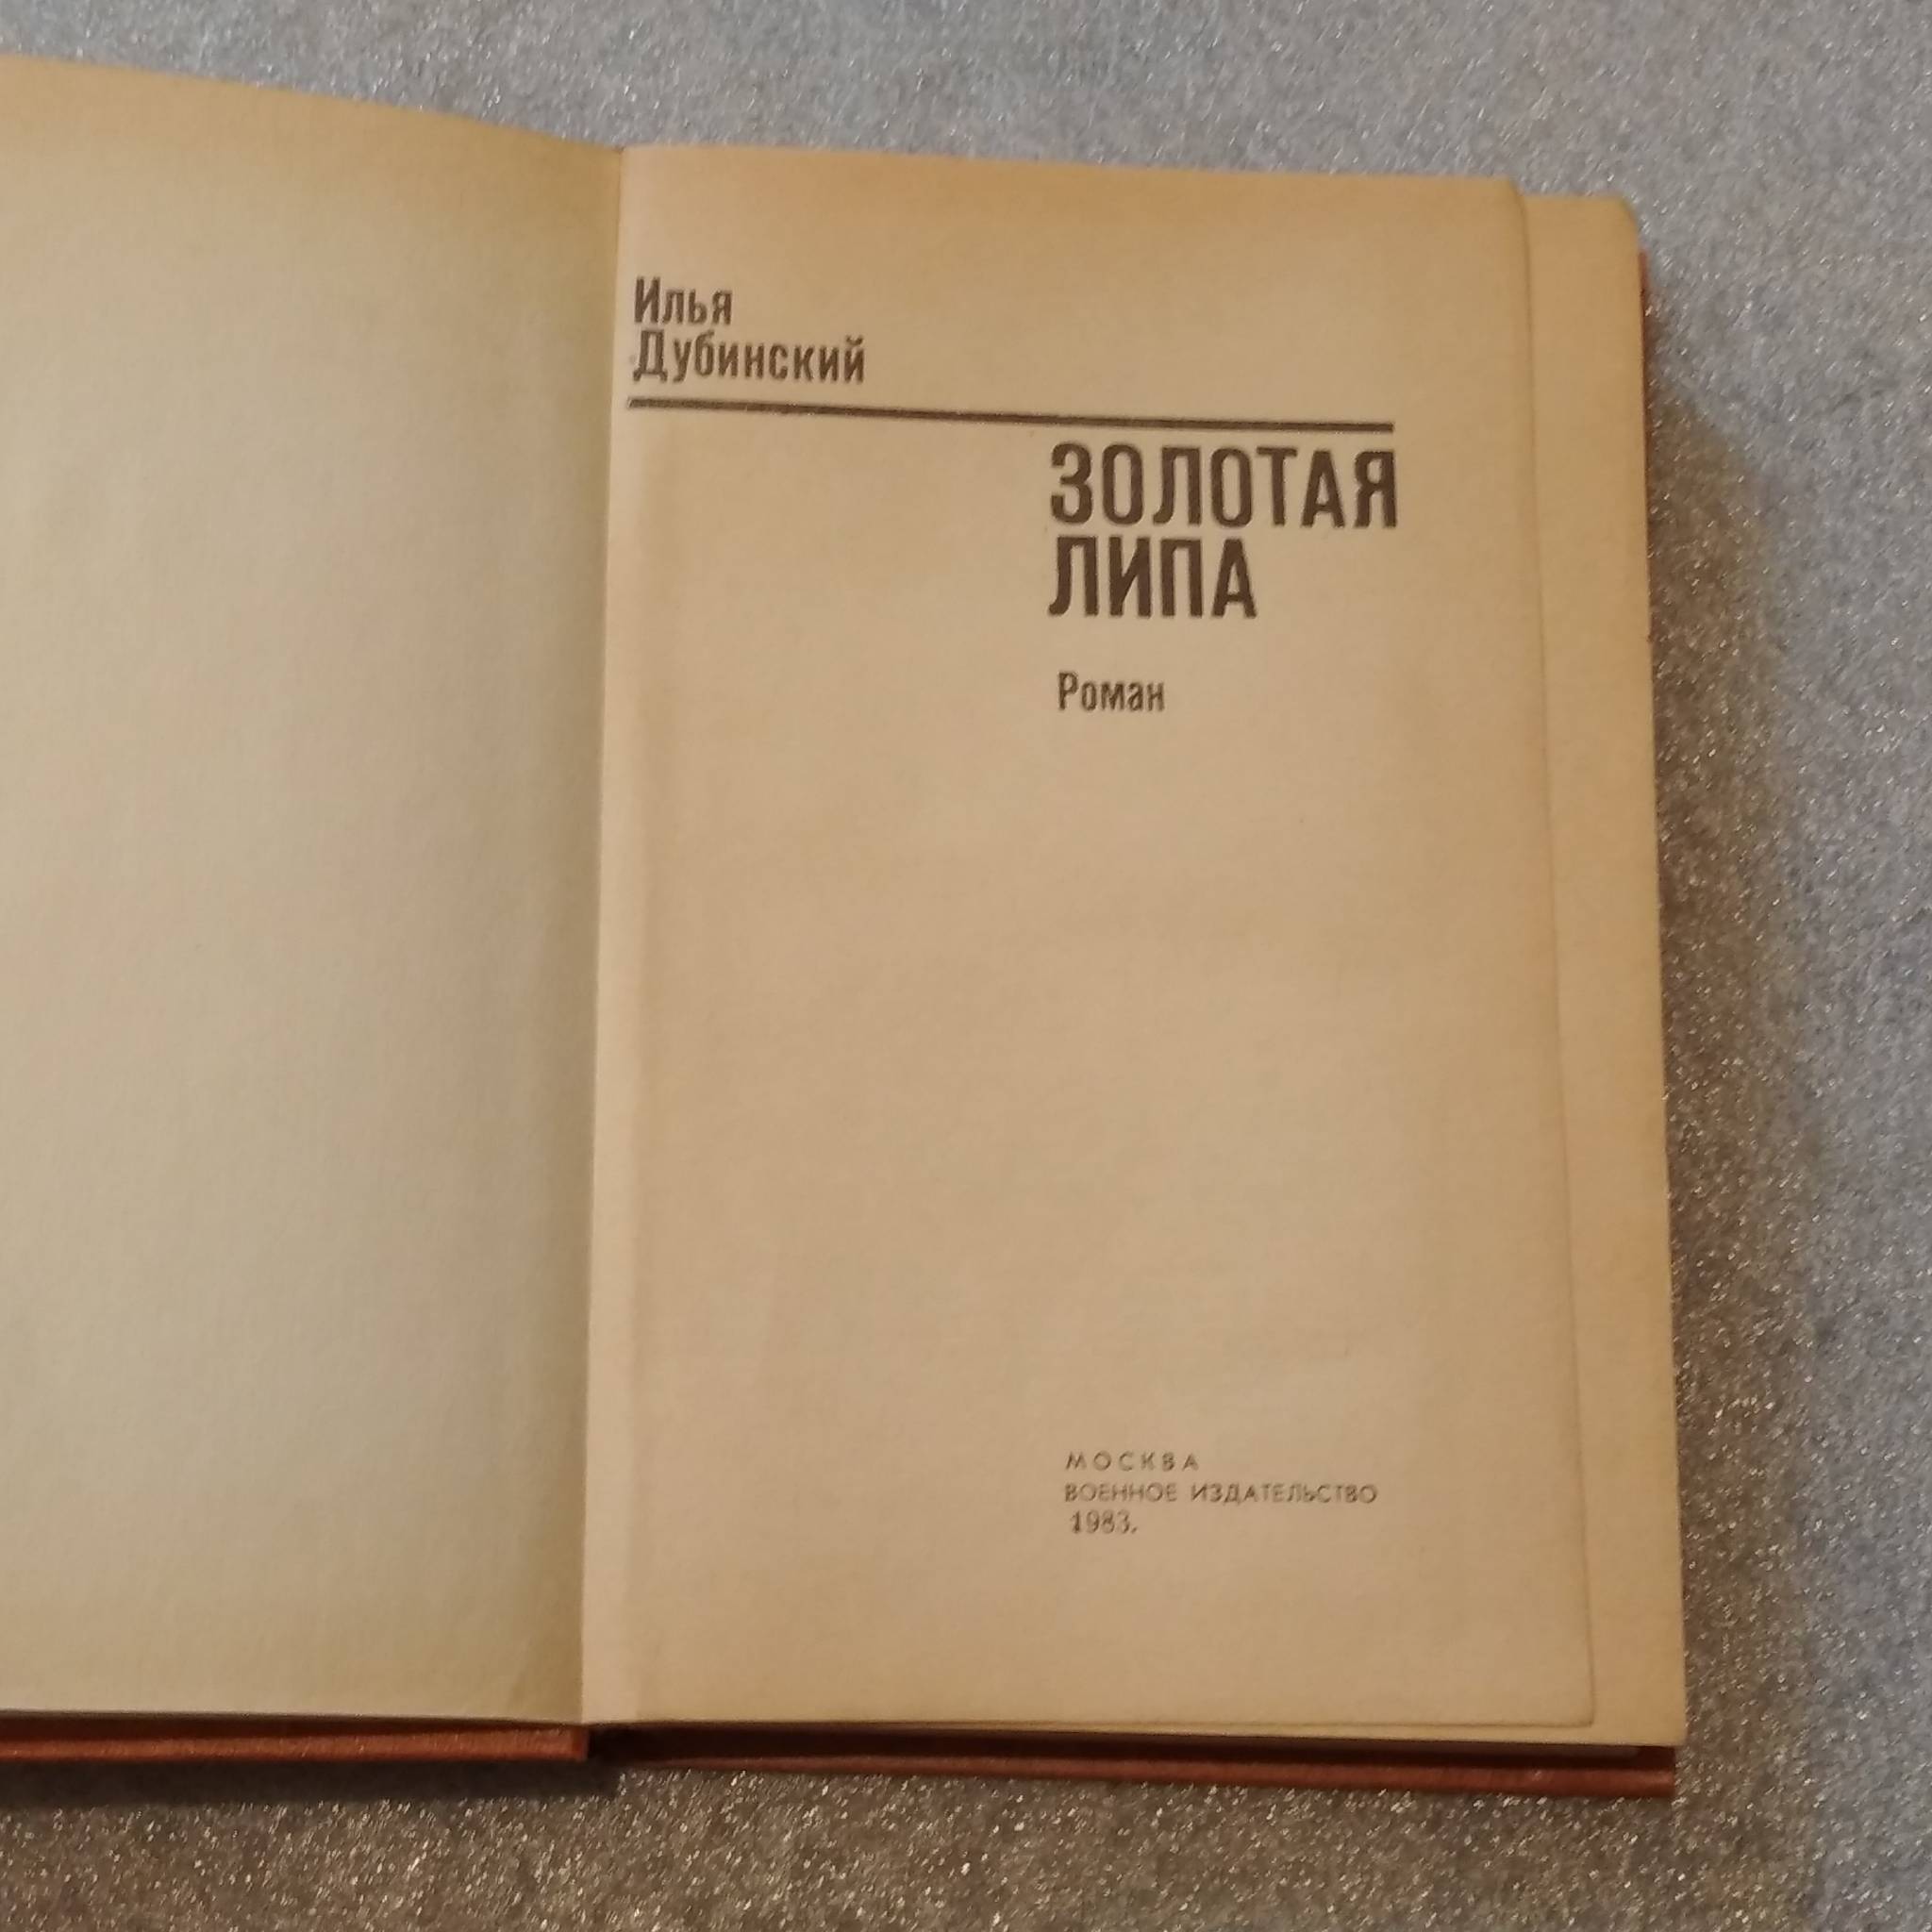 Илья
Дубинский
ЗОЛОТАЯ
ЛИПА
Роман
МОСКВА
ВОЕННОЕ ИЗДАТЕЛЬСТВО
1983.